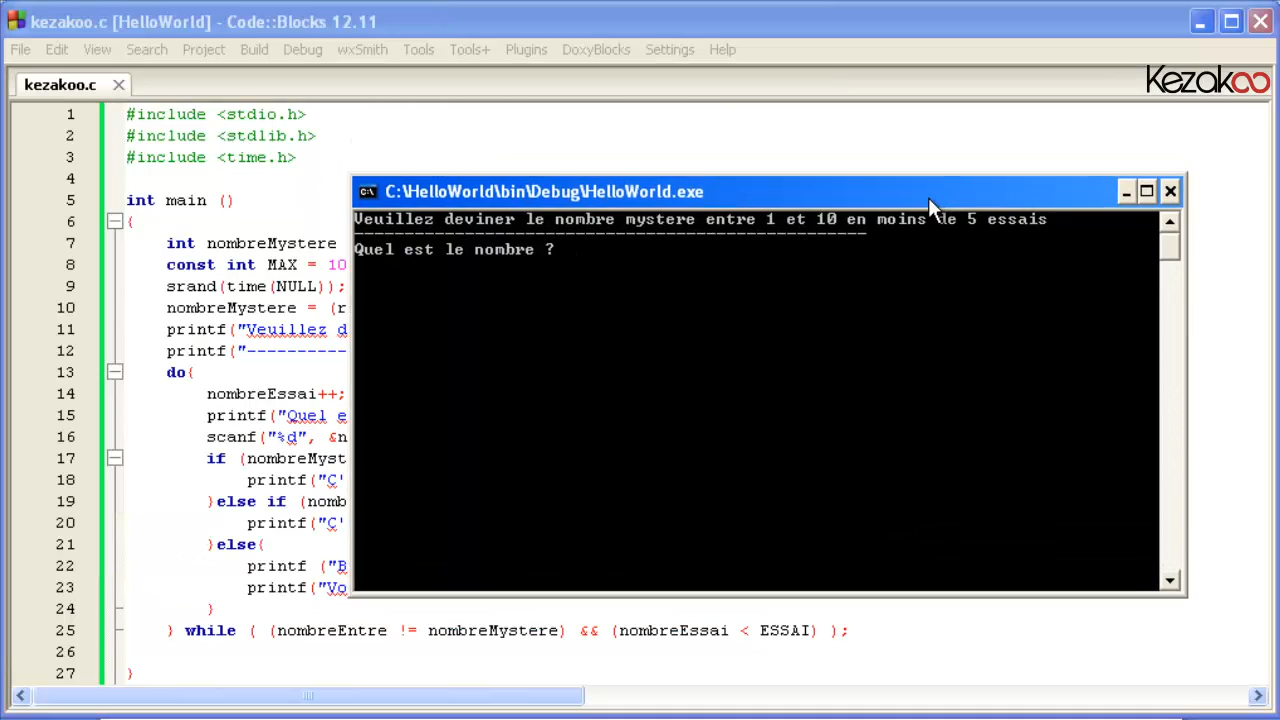 kezakoo.c [HelloWorld] - Code::Blocks 12.11
File Edit View Search Project Build Debug wxSmith Tools Tools+ Plugins DoxyBlocks Settings Help
kezakoo.c
Kezakoo
1 #include <stdio.h>
2 #include <stdlib.h>
3 #include <time.h>
4
5 int main ()
6 {
7 int nombreMystere
8 const int MAX = 10
9 srand(time(NULL));
10 nombreMystere = (r
11 printf("Veuillez d
12 printf("----------
13 do{
14 nombreEssai++;
15 printf("Quel e
16 scanf("%d", &n
17 if (nombreMyst
18 printf("C'
19 }else if (nomb
20 printf("C'
21 }else{
22 printf ("B
23 printf("Vo
24 }
25 } while ( (nombreEntre != nombreMystere) && (nombreEssai < ESSAI) );
26
27 }
C:\ C:\HelloWorld\bin\Debug\HelloWorld.exe
Veuillez deviner le nombre mystere entre 1 et 10 en moins de 5 essais
---------------------------------------------------
Quel est le nombre ?